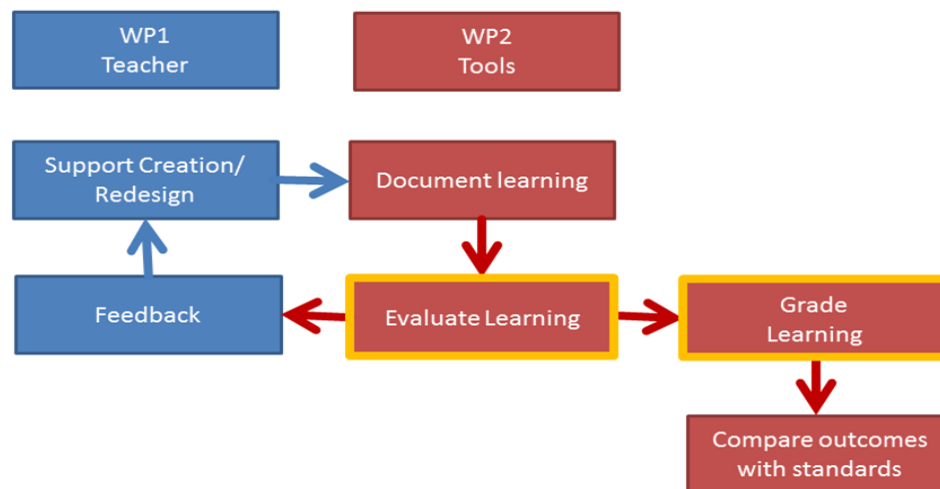 WP1
Teacher
WP2
Tools
Support Creation/
Redesign
Document learning
Feedback
Evaluate Learning
Grade
Learning
Compare outcomes
with standards